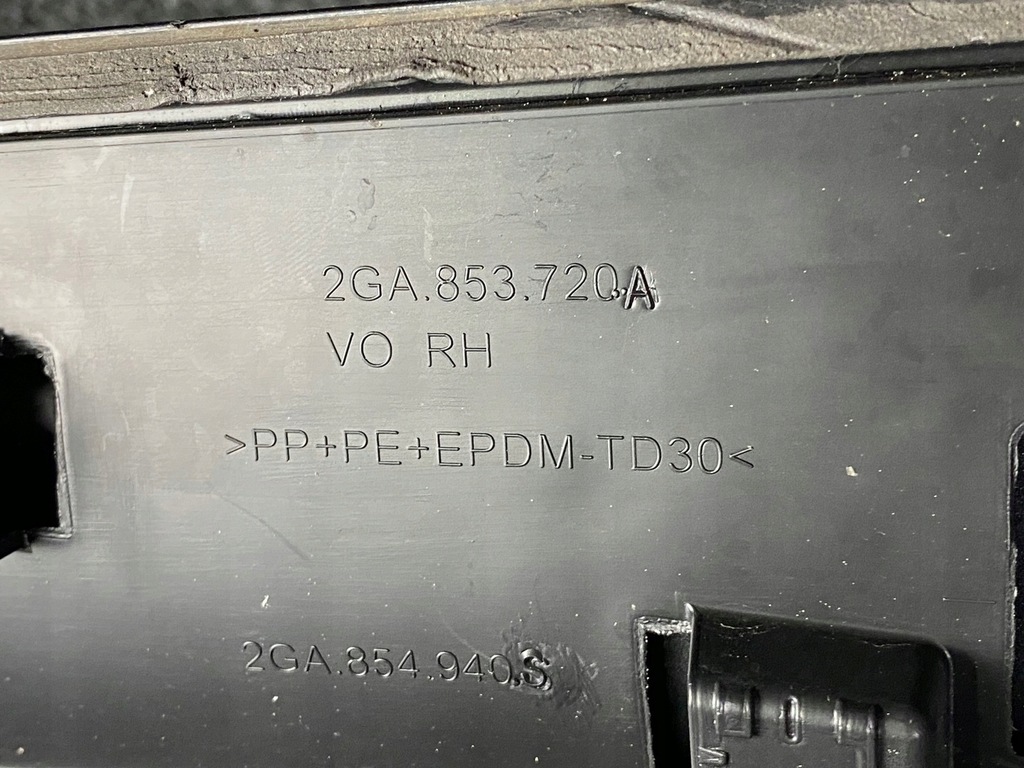 2GA.853.720.A
VO RH
>PP+PE+EPDM-TD30<
2GA.854.940.S